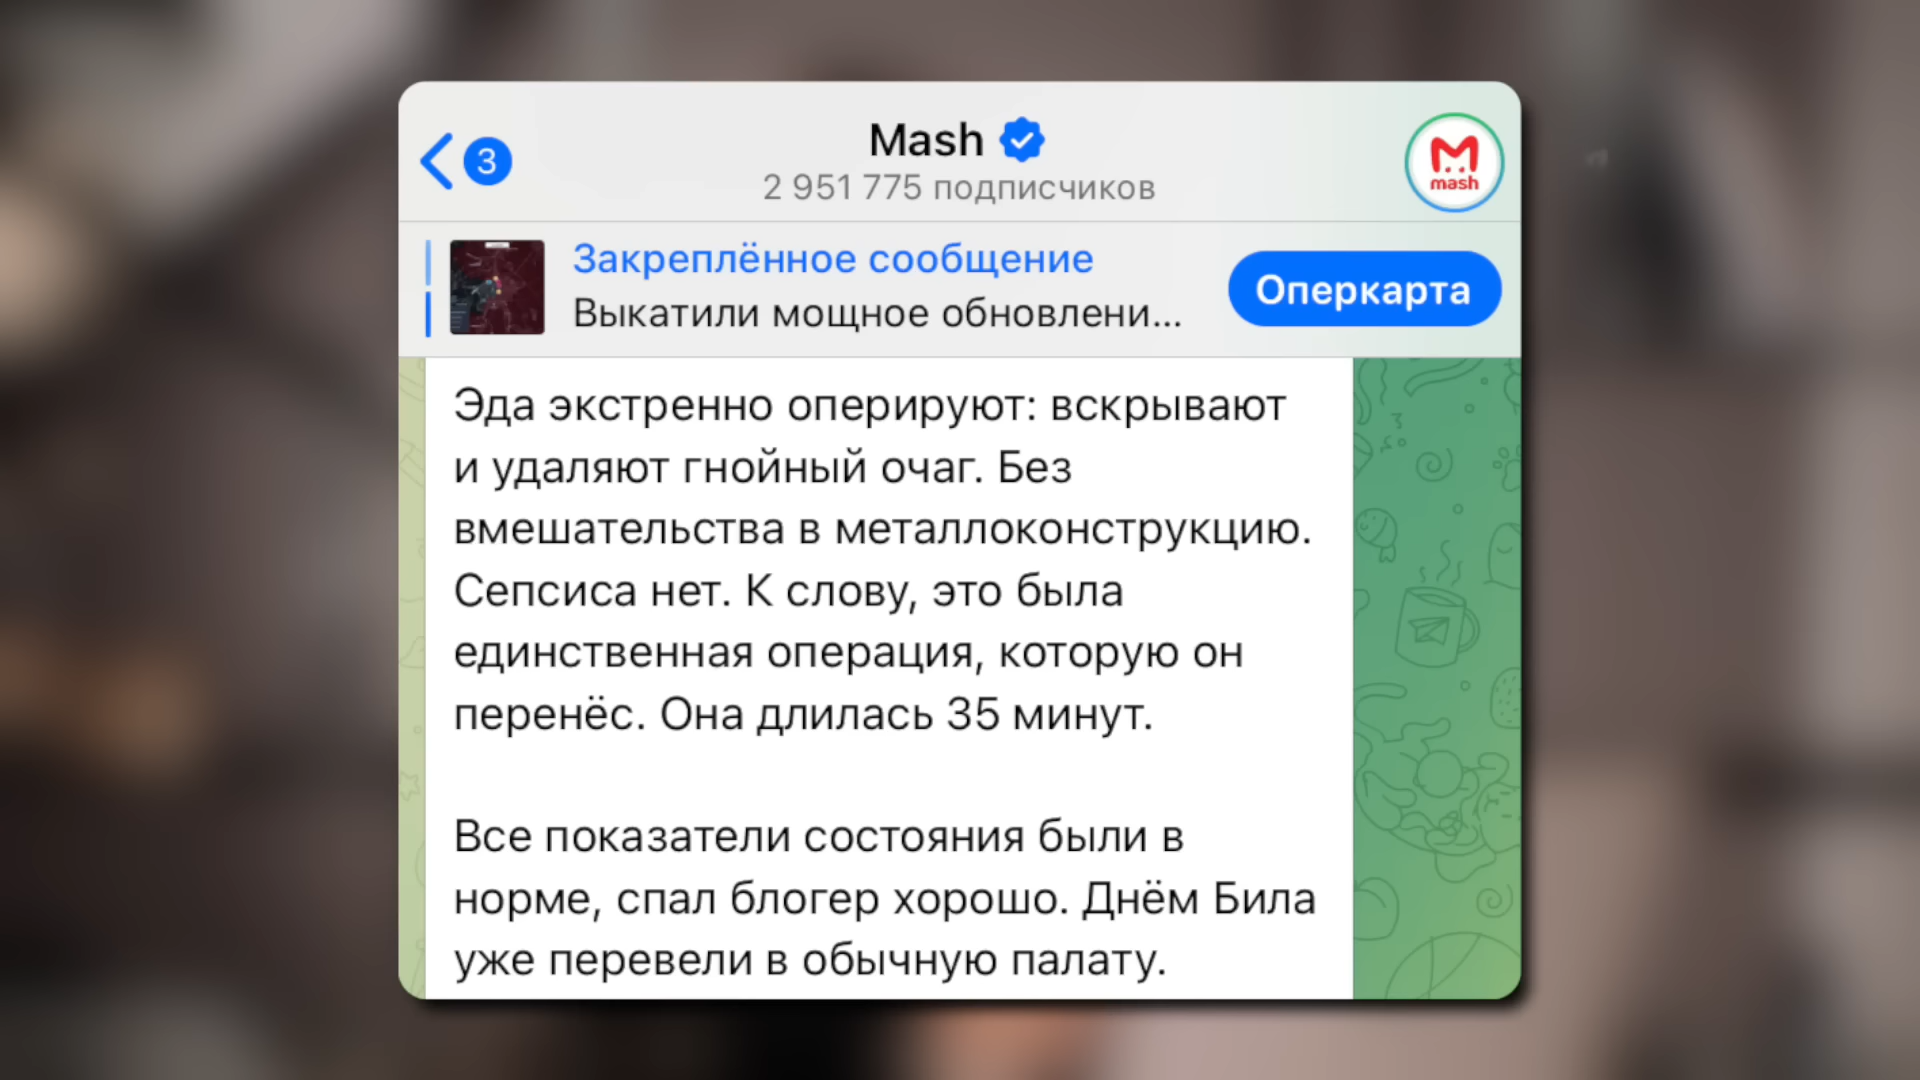 3
Mash
2 951 775 подписчиков
mash
Закреплённое сообщение
Выкатили мощное обновлени...
Оперкарта
Эда экстренно оперируют: вскрывают
и удаляют гнойный очаг. Без
вмешательства в металлоконструкцию.
Сепсиса нет. К слову, это была
единственная операция, которую он
перенёс. Она длилась 35 минут.
Все показатели состояния были в
норме, спал блогер хорошо. Днём Била
уже перевели в обычную палату.